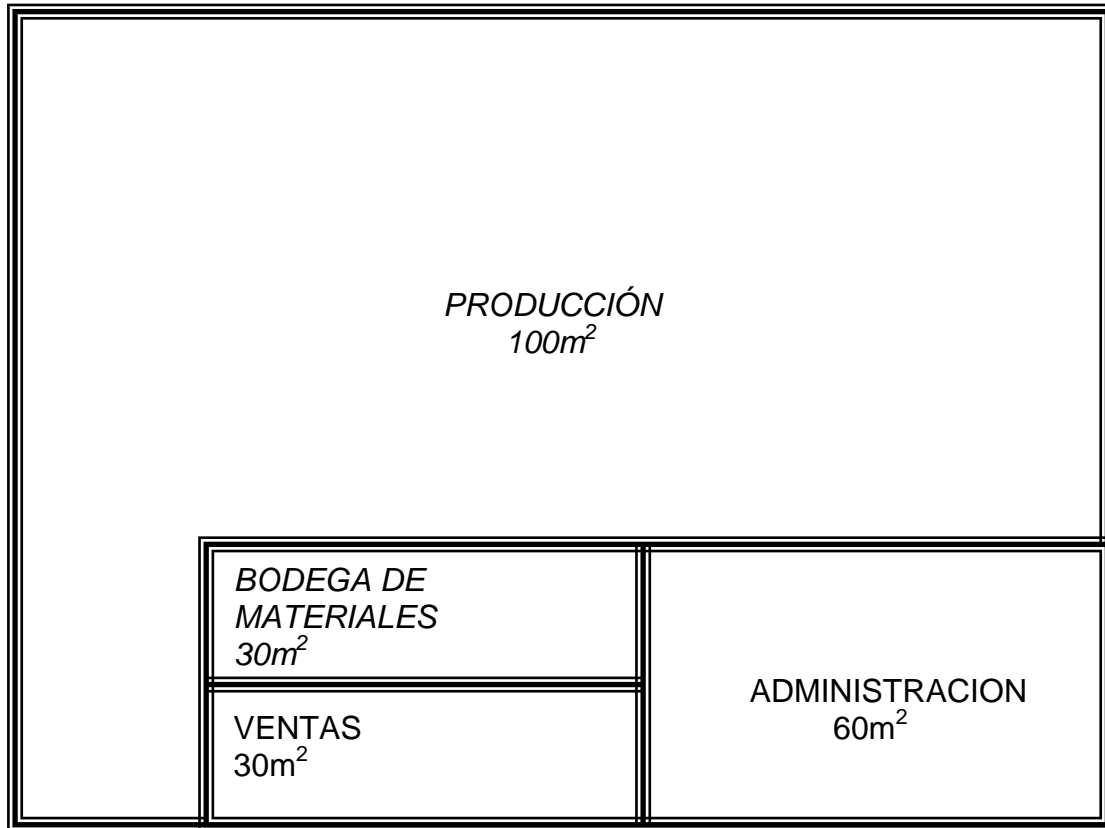 PRODUCCIÓN
100m²
BODEGA DE
MATERIALES
30m²
VENTAS
30m²
ADMINISTRACION
60m²